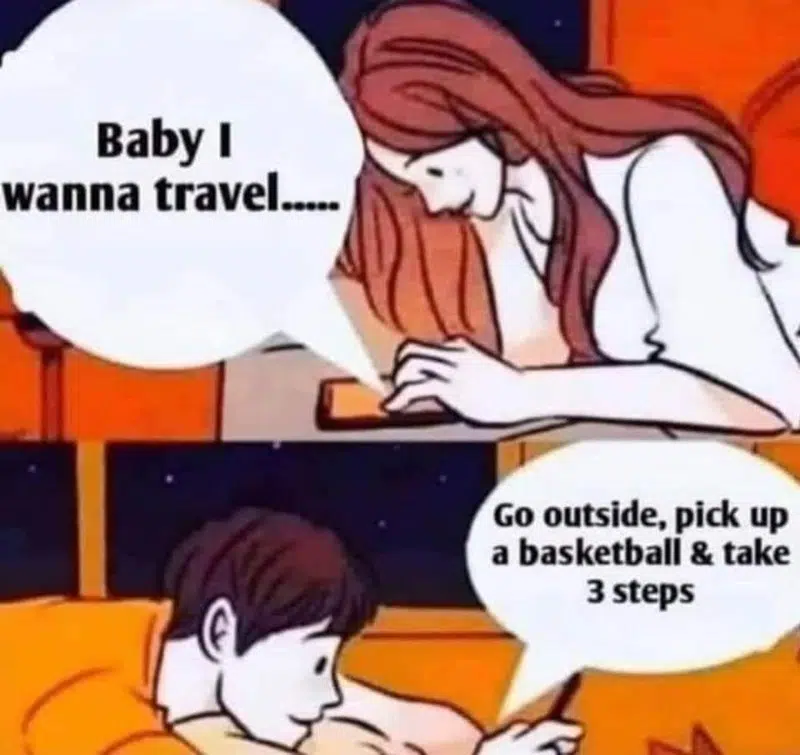 Baby I
wanna travel.....
Go outside, pick up
a basketball & take
3 steps